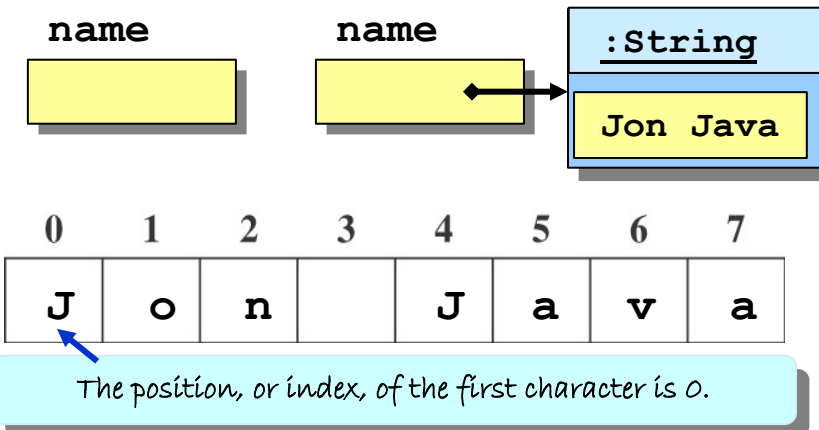 name name :String
Jon Java
0 1 2 3 4 5 6 7
J o n J a v a
The position, or index, of the first character is 0.